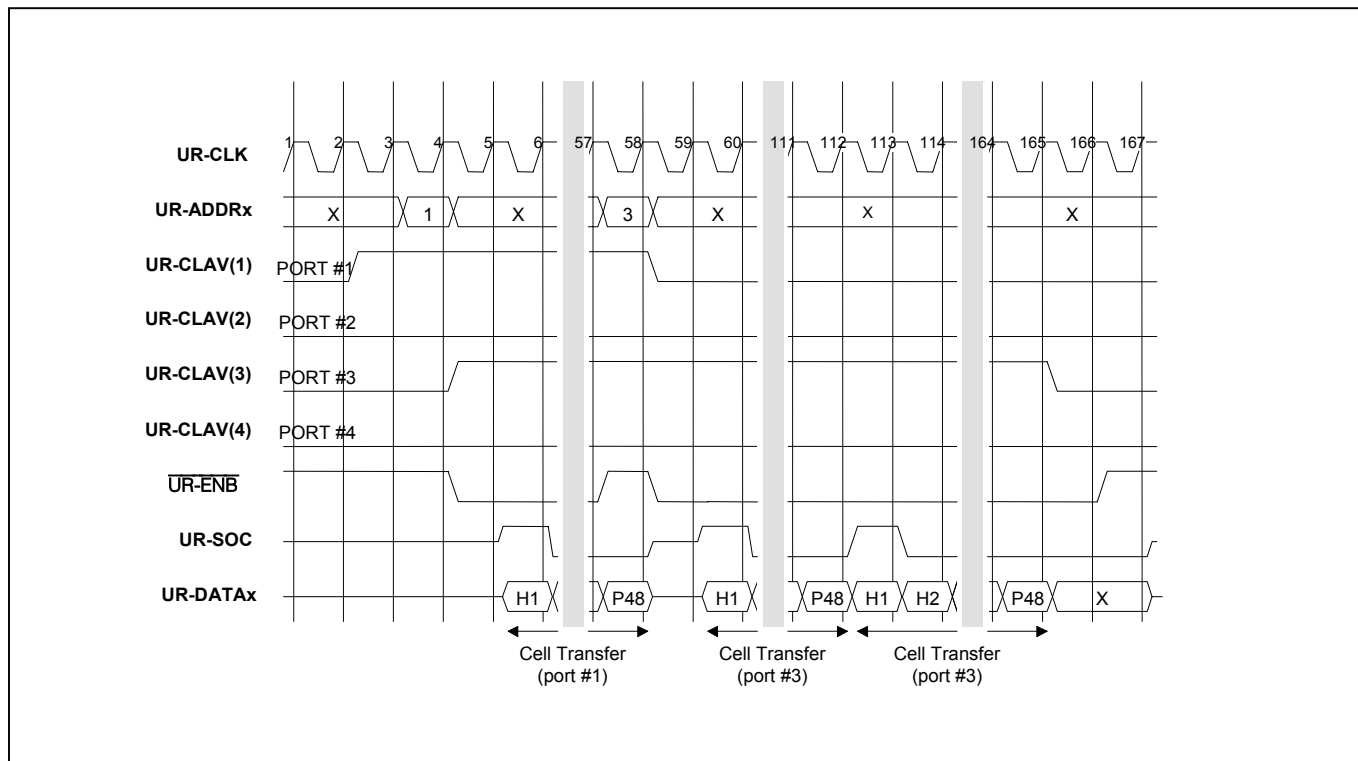 UR-CLK 1 2 3 4 5 6 57 58 59 60 111 112 113 114 164 165 166 167
UR-ADDRx X 1 X 3 X X X
UR-CLAV(1) PORT #1
UR-CLAV(2) PORT #2
UR-CLAV(3) PORT #3
UR-CLAV(4) PORT #4
UR-ENB
UR-SOC
UR-DATAx H1 P48 H1 P48 H1 H2 P48 X
Cell Transfer Cell Transfer Cell Transfer
(port #1) (port #3) (port #3)